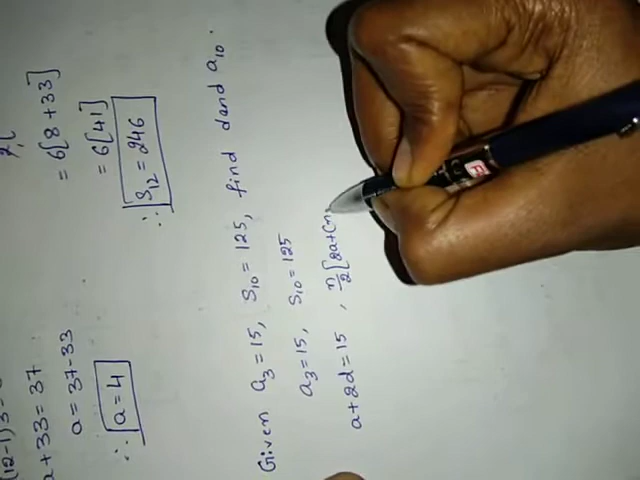 (12-1)3=
a+33=37
a=37-33
∴ a=4
=6[8+33]
=6[41]
∴ S₁₂=246
Given a₃=15, S₁₀=125, find d and a₁₀.
a₃=15, S₁₀=125
a+2d=15, n/2[2a+(n